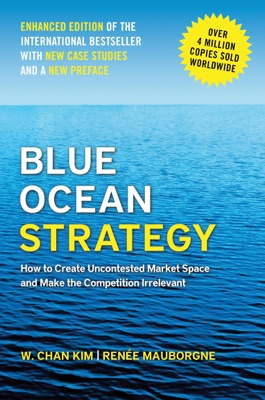 ENHANCED EDITION OF THE
INTERNATIONAL BESTSELLER
WITH NEW CASE STUDIES
AND A NEW PREFACE
OVER
4 MILLION
COPIES SOLD
WORLDWIDE
BLUE
OCEAN
STRATEGY
How to Create Uncontested Market Space
and Make the Competition Irrelevant
W. CHAN KIM | RENÉE MAUBORGNE